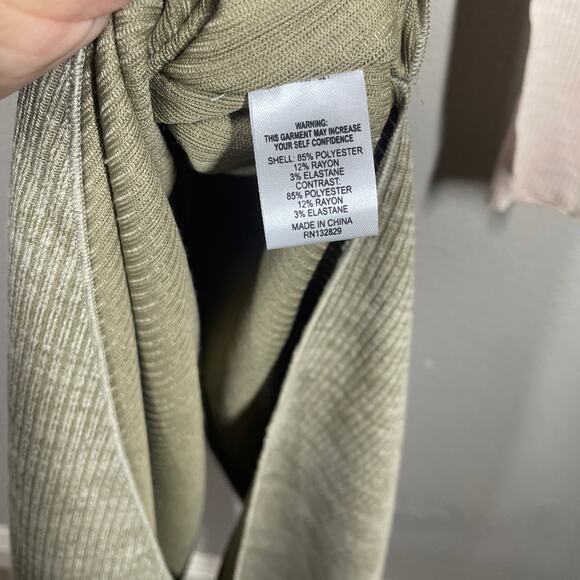 WARNING:
THIS GARMENT MAY INCREASE
YOUR SELF CONFIDENCE
SHELL: 85% POLYESTER
12% RAYON
3% ELASTANE
CONTRAST:
85% POLYESTER
12% RAYON
3% ELASTANE
MADE IN CHINA
RN132829